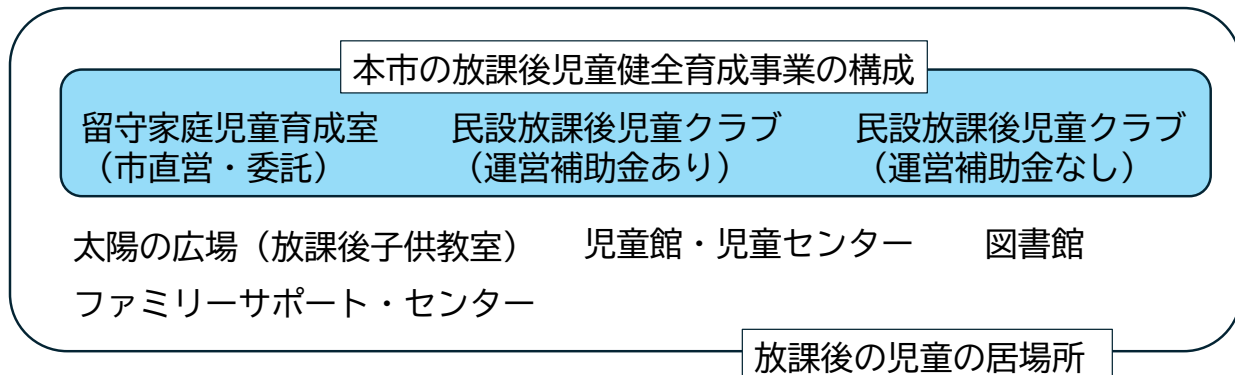 本市の放課後児童健全育成事業の構成
留守家庭児童育成室
（市直営・委託）
民設放課後児童クラブ
（運営補助金あり）
民設放課後児童クラブ
（運営補助金なし）
太陽の広場（放課後子供教室） 児童館・児童センター 図書館
ファミリーサポート・センター
放課後の児童の居場所